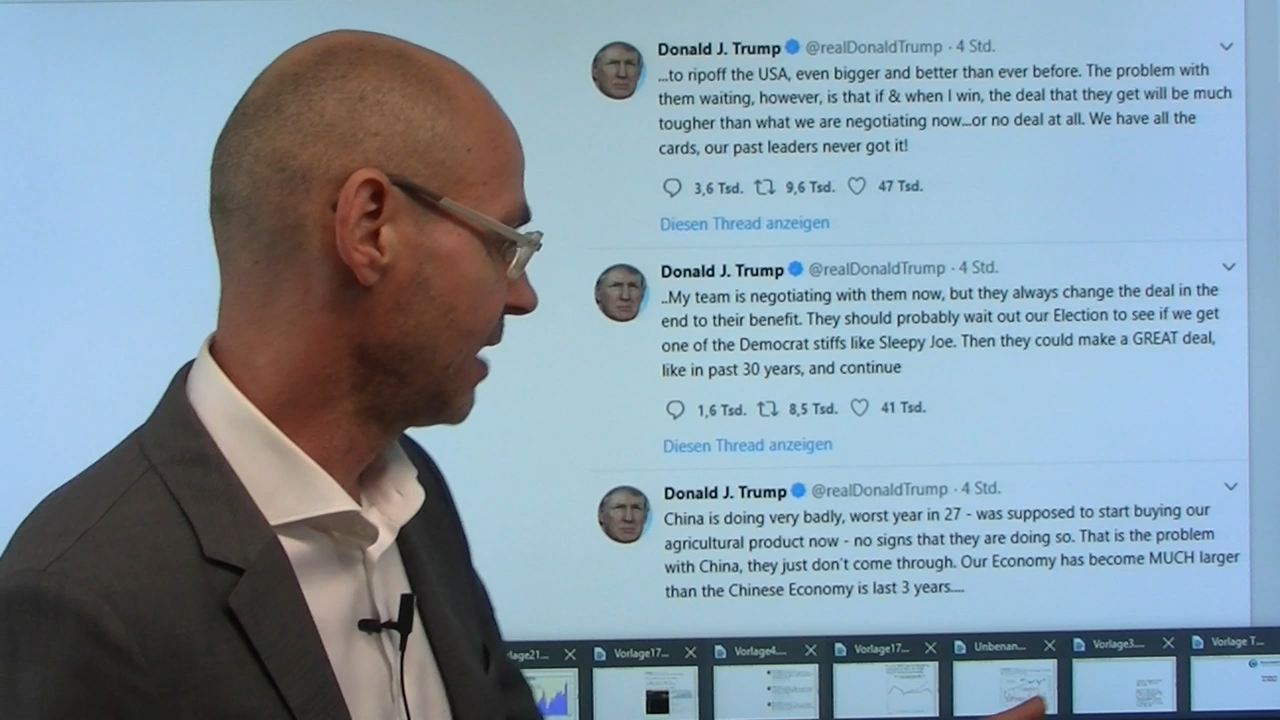 Donald J. Trump @realDonaldTrump · 4 Std.
...to ripoff the USA, even bigger and better than ever before. The problem with
them waiting, however, is that if & when I win, the deal that they get will be much
tougher than what we are negotiating now...or no deal at all. We have all the
cards, our past leaders never got it!
3,6 Tsd. 9,6 Tsd. 47 Tsd.
Diesen Thread anzeigen
Donald J. Trump @realDonaldTrump · 4 Std.
..My team is negotiating with them now, but they always change the deal in the
end to their benefit. They should probably wait out our Election to see if we get
one of the Democrat stiffs like Sleepy Joe. Then they could make a GREAT deal,
like in past 30 years, and continue
1,6 Tsd. 8,5 Tsd. 41 Tsd.
Diesen Thread anzeigen
Donald J. Trump @realDonaldTrump · 4 Std.
China is doing very badly, worst year in 27 - was supposed to start buying our
agricultural product now - no signs that they are doing so. That is the problem
with China, they just don't come through. Our Economy has become MUCH larger
than the Chinese Economy is last 3 years....
lage21... Vorlage17... Vorlage4.... Vorlage17... Unbenan... Vorlage3.... Vorlage T...